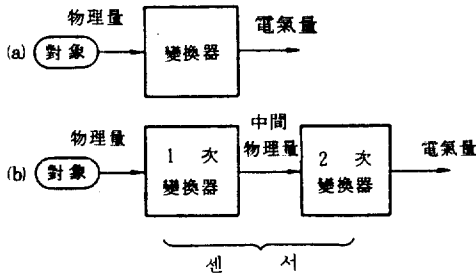 物理量
電氣量
(a) 對象
變換器
物理量
中間
物理量
電氣量
(b) 對象
1 次
變換器
2 次
變換器
센 서